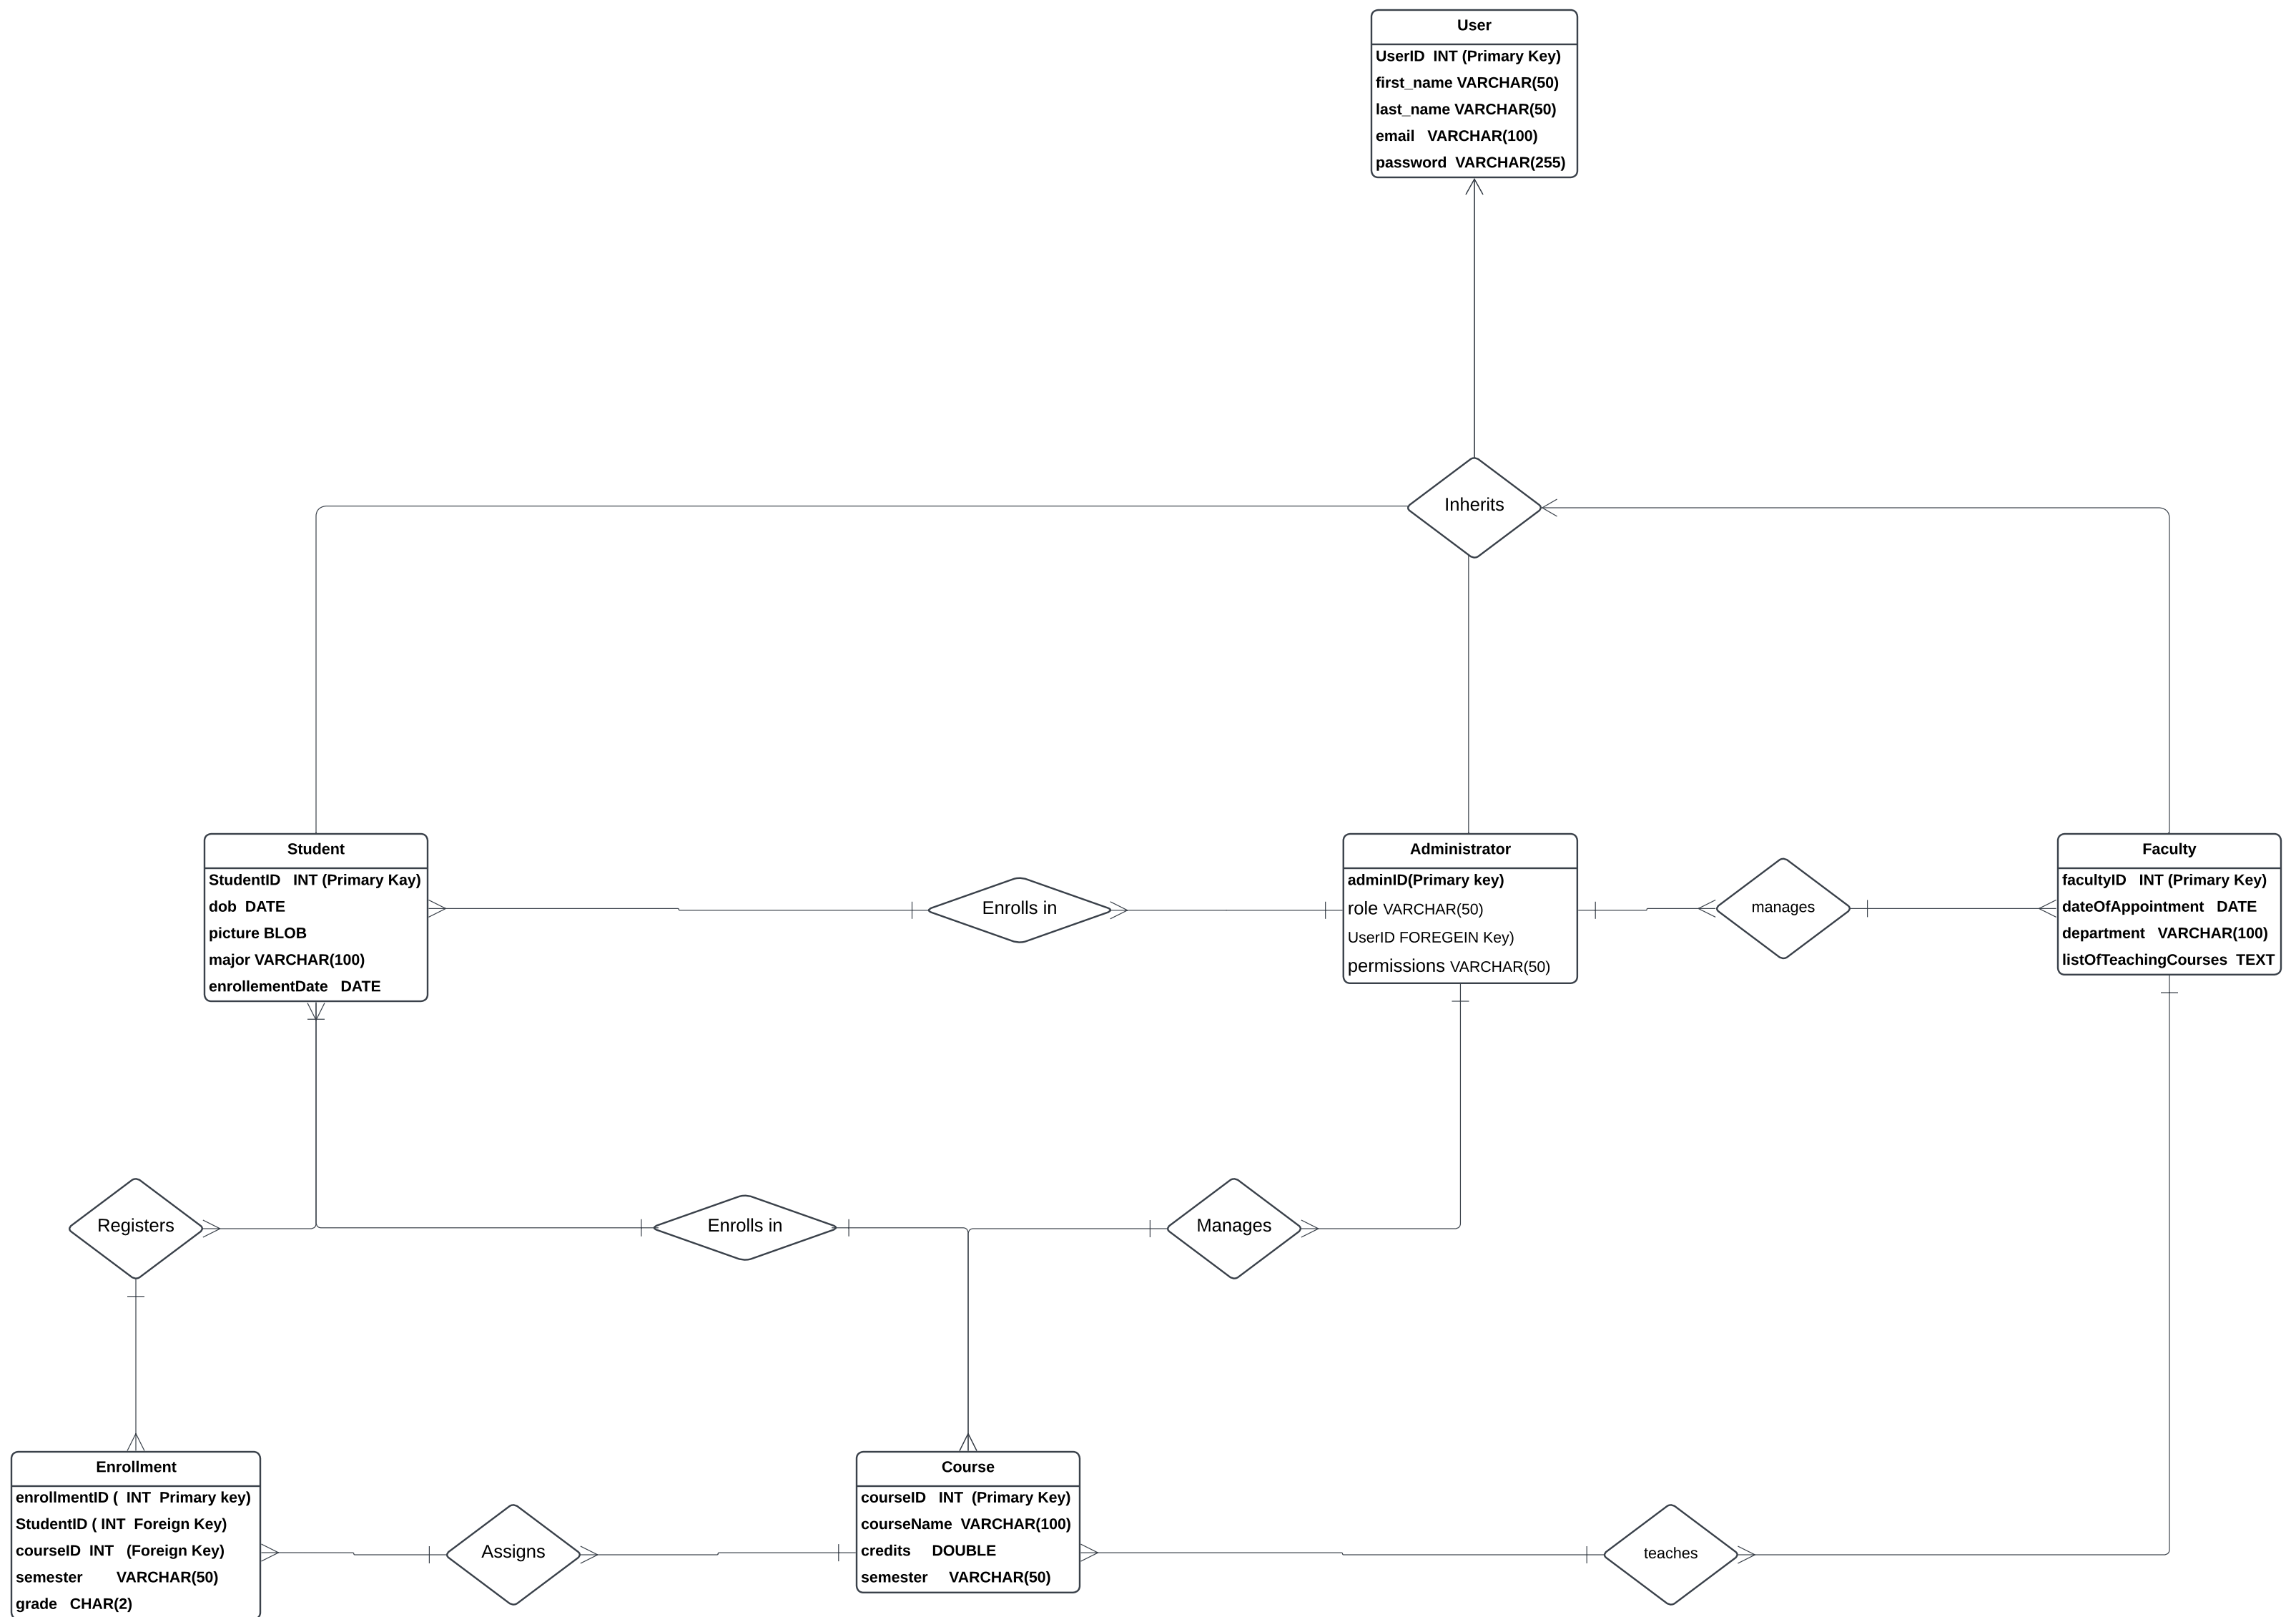 User
UserID  INT (Primary Key)
first_name VARCHAR(50)
last_name VARCHAR(50)
email   VARCHAR(100)
password  VARCHAR(255)
Inherits
Student
StudentID   INT (Primary Kay)
dob  DATE
picture BLOB
major VARCHAR(100)
enrollementDate   DATE
Enrolls in
Administrator
adminID(Primary key)
role VARCHAR(50)
UserID FOREGEIN Key)
permissions VARCHAR(50)
manages
Faculty
facultyID   INT (Primary Key)
dateOfAppointment   DATE
department   VARCHAR(100)
listOfTeachingCourses  TEXT
Registers
Enrolls in
Manages
Enrollment
enrollmentID (  INT  Primary key)
StudentID ( INT  Foreign Key)
courseID  INT   (Foreign Key)
semester        VARCHAR(50)
grade   CHAR(2)
Assigns
Course
courseID   INT  (Primary Key)
courseName  VARCHAR(100)
credits     DOUBLE
semester     VARCHAR(50)
teaches